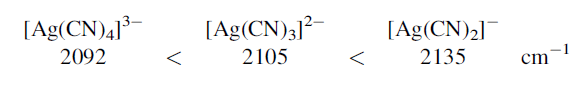 [Ag(CN)₄]³⁻ [Ag(CN)₃]²⁻ [Ag(CN)₂]⁻
2092 < 2105 < 2135 cm⁻¹